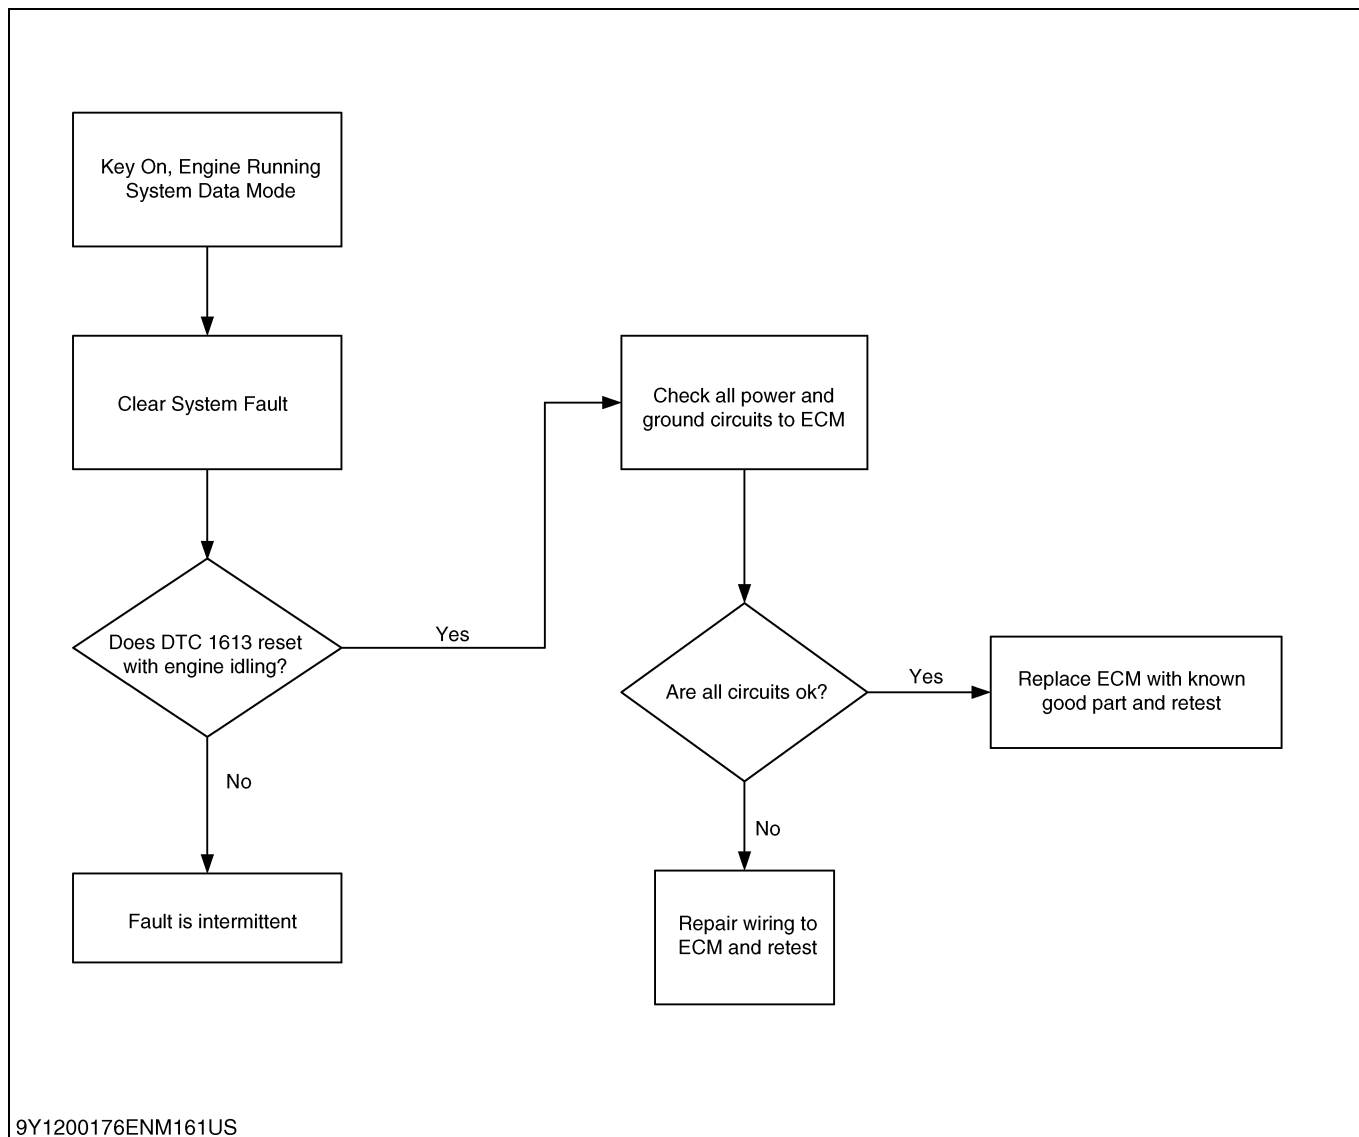 Key On, Engine Running
System Data Mode
Clear System Fault
Does DTC 1613 reset
with engine idling?
Yes
No
Fault is intermittent
Check all power and
ground circuits to ECM
Are all circuits ok?
Yes
Replace ECM with known
good part and retest
No
Repair wiring to
ECM and retest
9Y1200176ENM161US